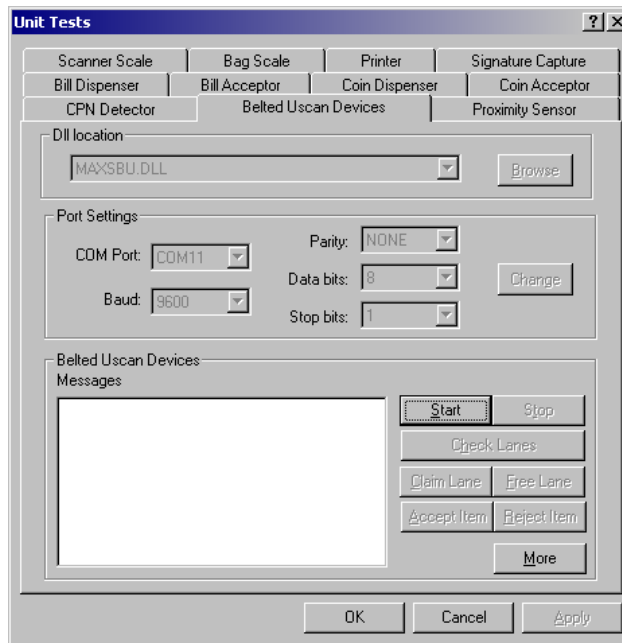 Unit Tests
Scanner Scale Bag Scale Printer Signature Capture
Bill Dispenser Bill Acceptor Coin Dispenser Coin Acceptor
CPN Detector Belted Uscan Devices Proximity Sensor
Dll location
MAXSBU.DLL Browse
Port Settings
COM Port: COM11 Parity: NONE
Baud: 9600 Data bits: 8 Change
Stop bits: 1
Belted Uscan Devices
Messages
Start Stop
Check Lanes
Claim Lane Free Lane
Accept Item Reject Item
More
OK Cancel Apply